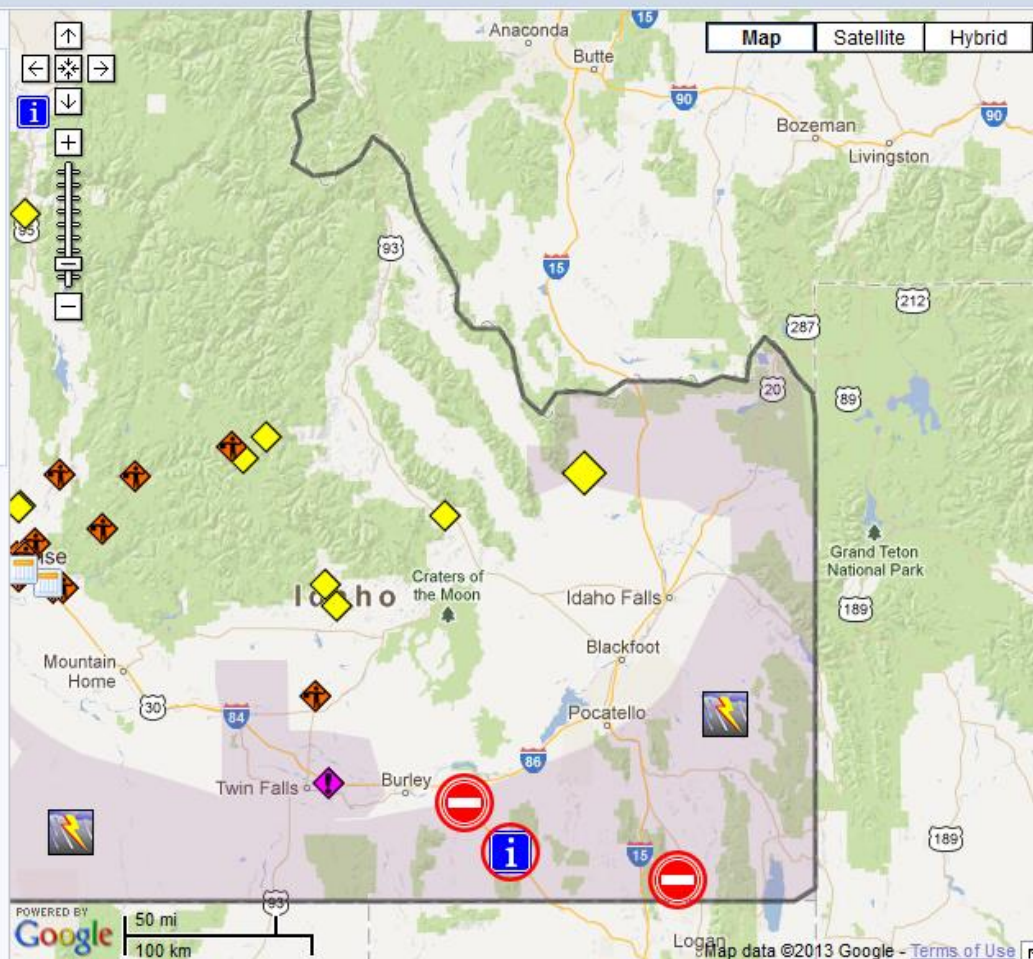 15
Anaconda
Butte
Map
Satellite
Hybrid
90
90
Bozeman
Livingston
95
93
15
212
287
20
89
Grand Teton
National Park
Craters of
the Moon
Idaho
Idaho Falls
189
Blackfoot
Mountain
Home
30
84
Pocatello
86
Twin Falls
Burley
15
189
93
POWERED BY
Google
50 mi
100 km
Logan
Map data ©2013 Google - Terms of Use